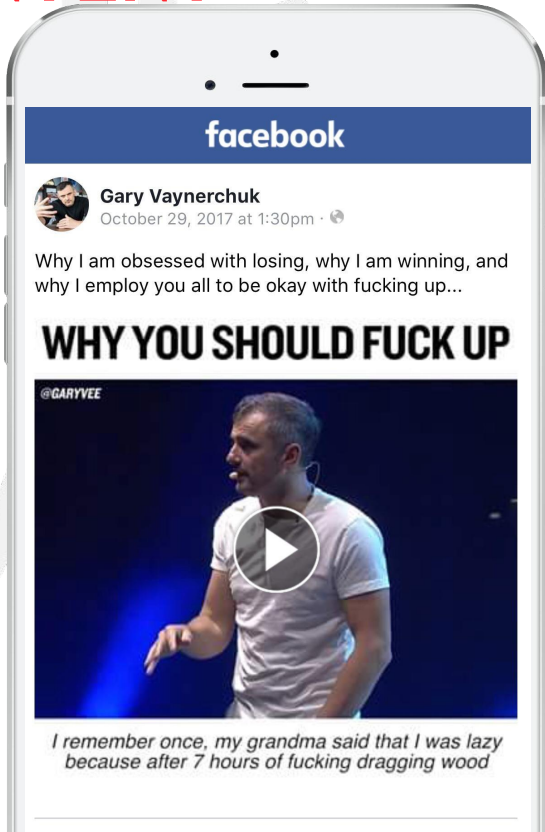 facebook
Gary Vaynerchuk
October 29, 2017 at 1:30pm ·
Why I am obsessed with losing, why I am winning, and
why I employ you all to be okay with fucking up...
WHY YOU SHOULD FUCK UP
@GARYVEE
I remember once, my grandma said that I was lazy
because after 7 hours of fucking dragging wood